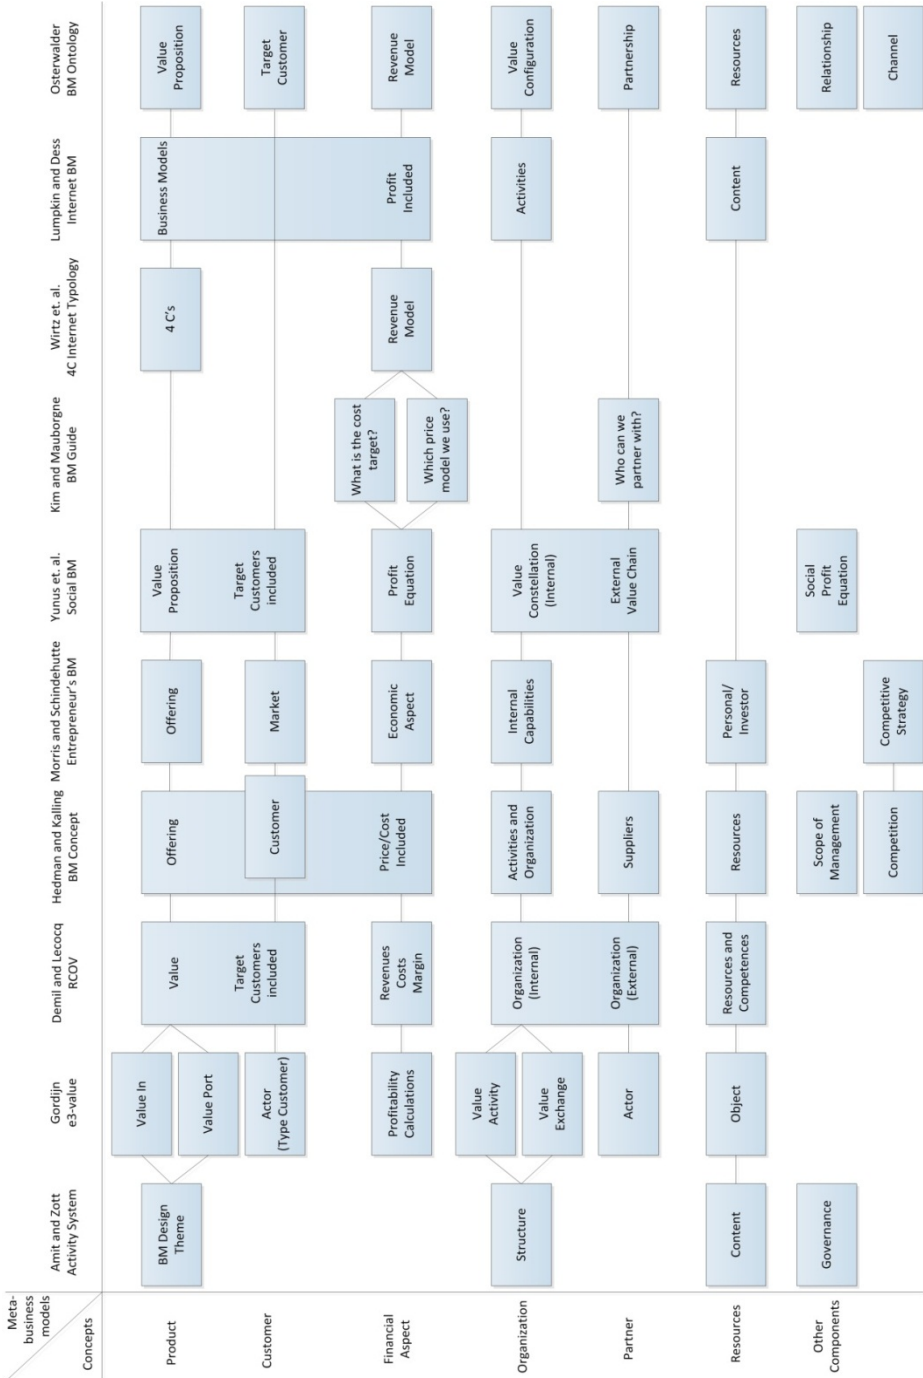 Meta-
business
models
Concepts
Amit and Zott
Activity System
Gordijn
e3-value
Demil and Lecocq
RCOV
Hedman and Kalling
BM Concept
Morris and Schindehutte
Entrepreneur's BM
Yunus et. al.
Social BM
Kim and Mauborgne
BM Guide
Wirtz et. al.
4C Internet Typology
Lumpkin and Dess
Internet BM
Osterwalder
BM Ontology
Product
BM Design
Theme
Value In
Value Port
Value
Offering
Offering
Value
Proposition
4 C's
Business Models
Value
Proposition
Customer
Actor
(Type Customer)
Target
Customers
included
Customer
Market
Target
Customers
included
Target
Customer
Financial
Aspect
Profitability
Calculations
Revenues
Costs
Margin
Price/Cost
Included
Economic
Aspect
Profit
Equation
What is the cost
target?
Which price
model we use?
Revenue
Model
Profit
Included
Revenue
Model
Organization
Structure
Value
Activity
Value
Exchange
Organization
(Internal)
Activities and
Organization
Internal
Capabilities
Value
Constellation
(Internal)
Activities
Value
Configuration
Partner
Actor
Organization
(External)
Suppliers
External
Value Chain
Who can we
partner with?
Partnership
Resources
Content
Object
Resources and
Competences
Resources
Personal/
Investor
Content
Resources
Other
Components
Governance
Scope of
Management
Social
Profit
Equation
Relationship
Competition
Competitive
Strategy
Channel